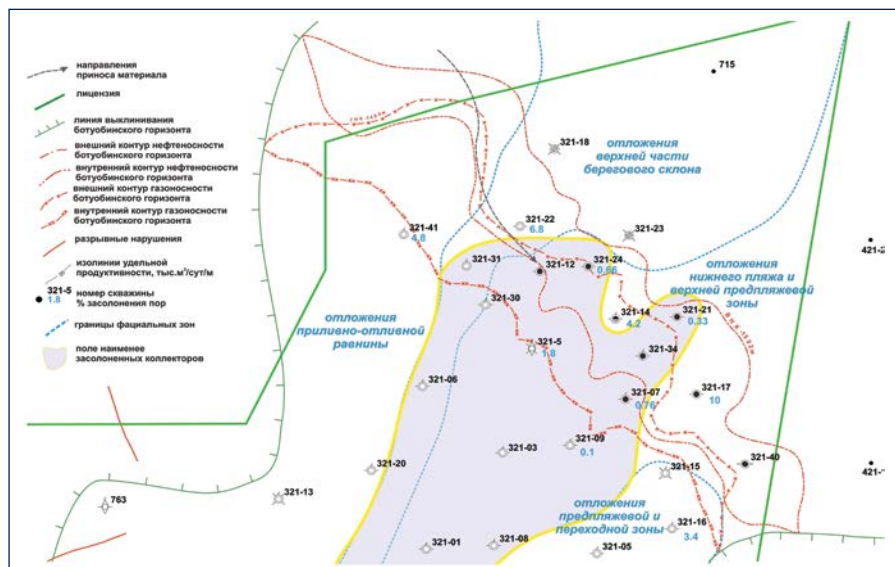 направления
приноса материала
лицензия
линия выклинивания
ботуобинского горизонта
внешний контур нефтеносности
ботуобинского горизонта
внутренний контур нефтеносности
ботуобинского горизонта
внешний контур газоносности
ботуобинского горизонта
внутренний контур газоносности
ботуобинского горизонта
разрывные нарушения
изолинии удельной
продуктивности, тыс.м³/сут/м
321-5
1.8
номер скважины
% засолонения пор
границы фациальных зон
поле наименее
засолоненных коллекторов
715
321-18
отложения
верхней части
берегового склона
321-22
6.8
321-41
4.8
321-23
421-2
321-31
321-12
321-24
0.66
отложения
нижнего пляжа и
верхней предпляжевой
зоны
321-30
321-14
4.2
321-21
0.33
отложения
приливно-отливной
равнины
321-5
1.8
321-34
321-06
321-07
0.76
321-17
10
321-03
321-09
0.1
321-20
321-15
321-40
421-
763
321-13
отложения
предпляжевой и
переходной зоны
321-16
3.4
321-01
321-08
321-05